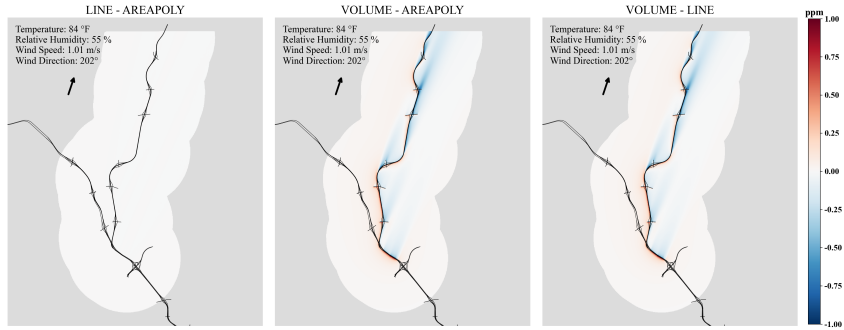 LINE - AREAPOLY
Temperature: 84 °F
Relative Humidity: 55 %
Wind Speed: 1.01 m/s
Wind Direction: 202°
VOLUME - AREAPOLY
Temperature: 84 °F
Relative Humidity: 55 %
Wind Speed: 1.01 m/s
Wind Direction: 202°
VOLUME - LINE
Temperature: 84 °F
Relative Humidity: 55 %
Wind Speed: 1.01 m/s
Wind Direction: 202°
ppm
1.00
0.75
0.50
0.25
0.00
-0.25
-0.50
-0.75
-1.00